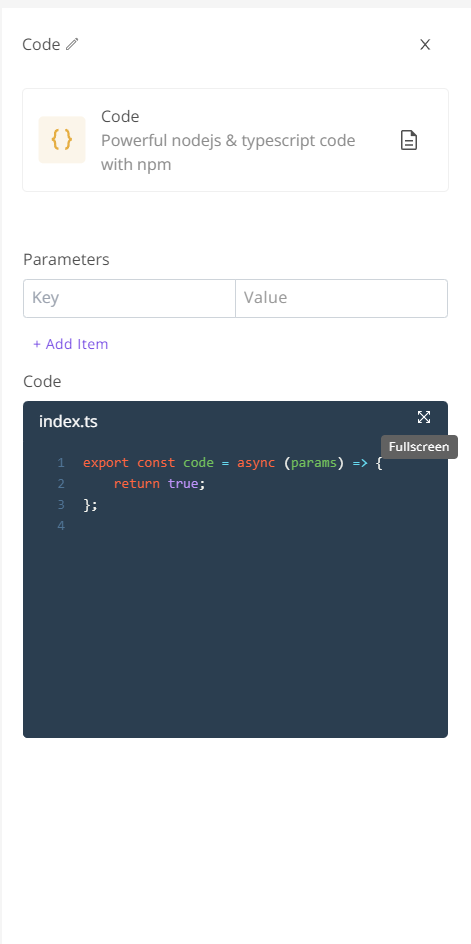 Code
Code
Powerful nodejs & typescript code
with npm
Parameters
Key Value
+ Add Item
Code
index.ts
Fullscreen
1 export const code = async (params) => {
2     return true;
3 };
4